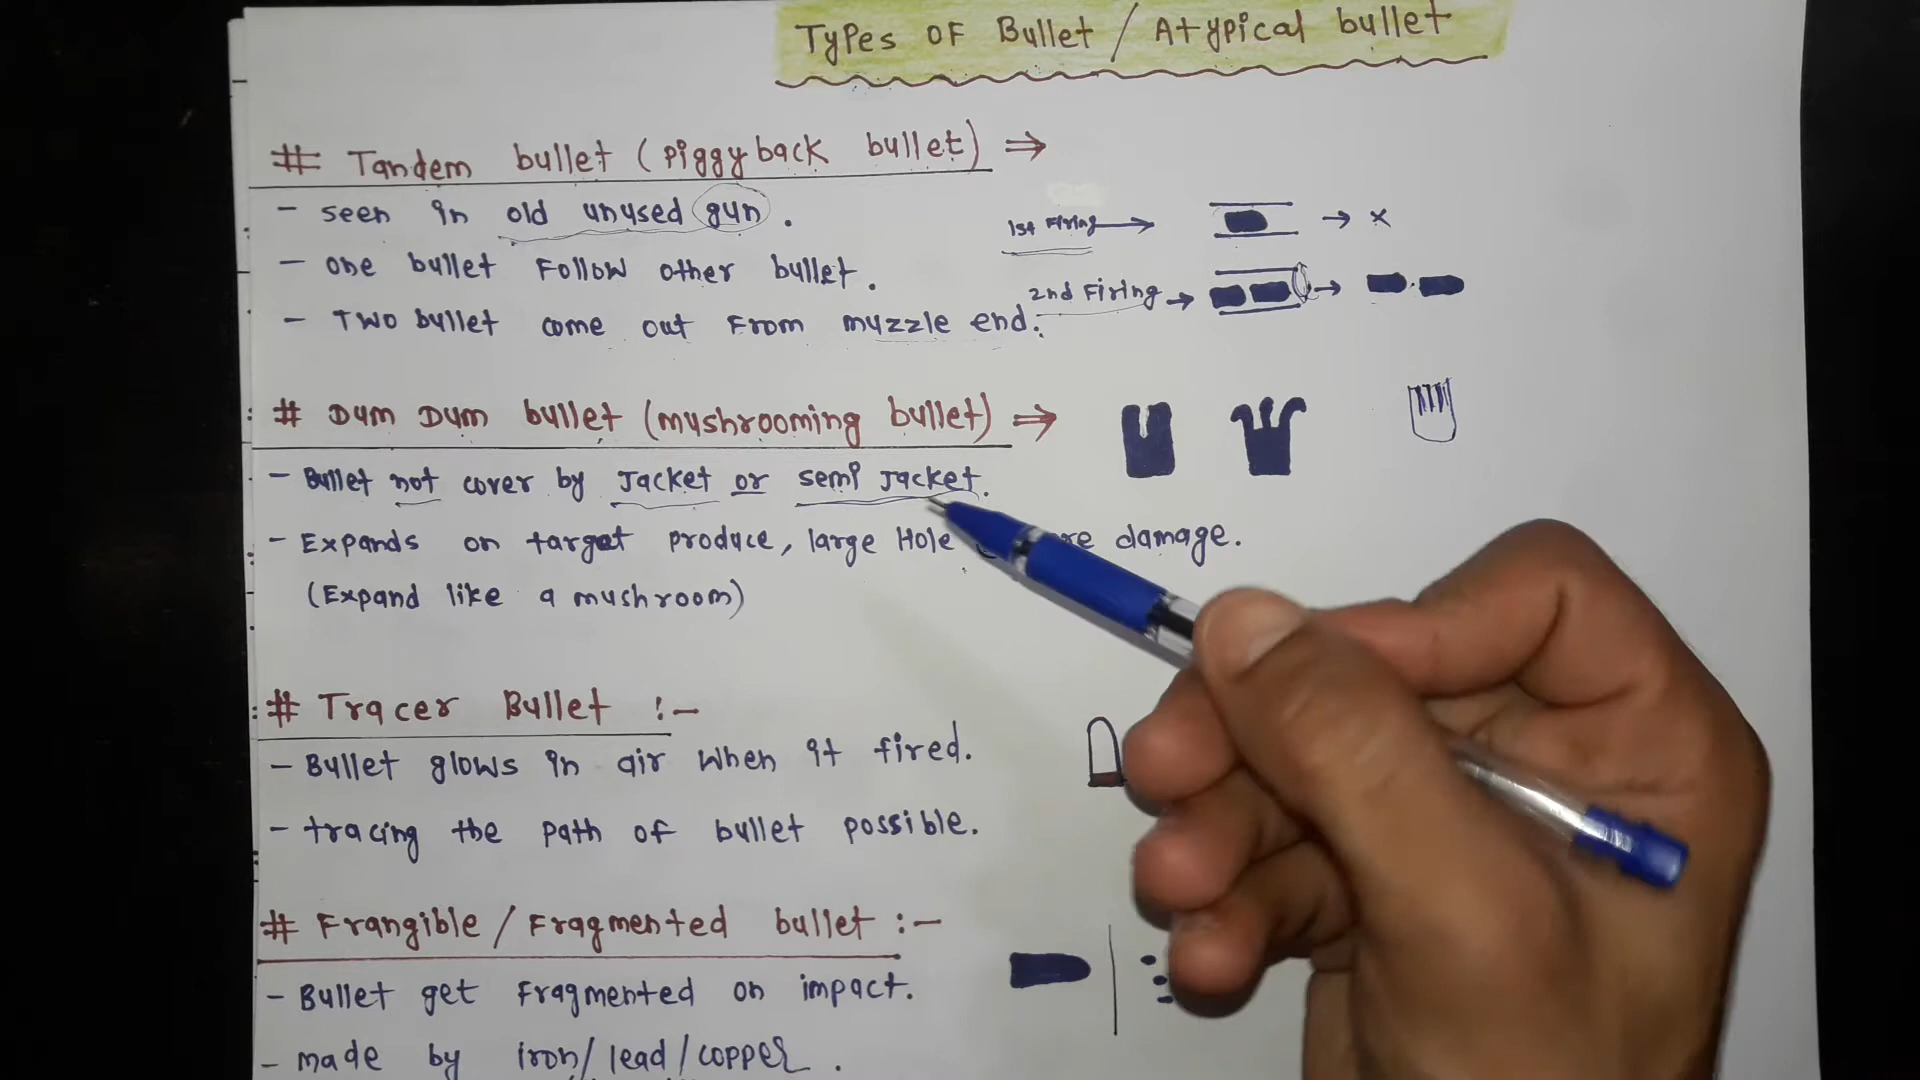 Types of Bullet / Atypical bullet
# Tandem bullet (piggyback bullet) ⇒
- seen in old unused gun.
1st Firing → → x
- one bullet Follow other bullet.
2nd Firing → →
- Two bullet come out From muzzle end.
# Dum Dum bullet (mushrooming bullet) ⇒
- Bullet not cover by Jacket or semi Jacket.
- Expands on target produce, large Hole damage.
(Expand like a mushroom)
# Tracer Bullet :-
- Bullet glows in air when it fired.
- tracing the path of bullet possible.
# Frangible / Fragmented bullet :-
- Bullet get Fragmented on impact.
- made by iron/lead/copper.